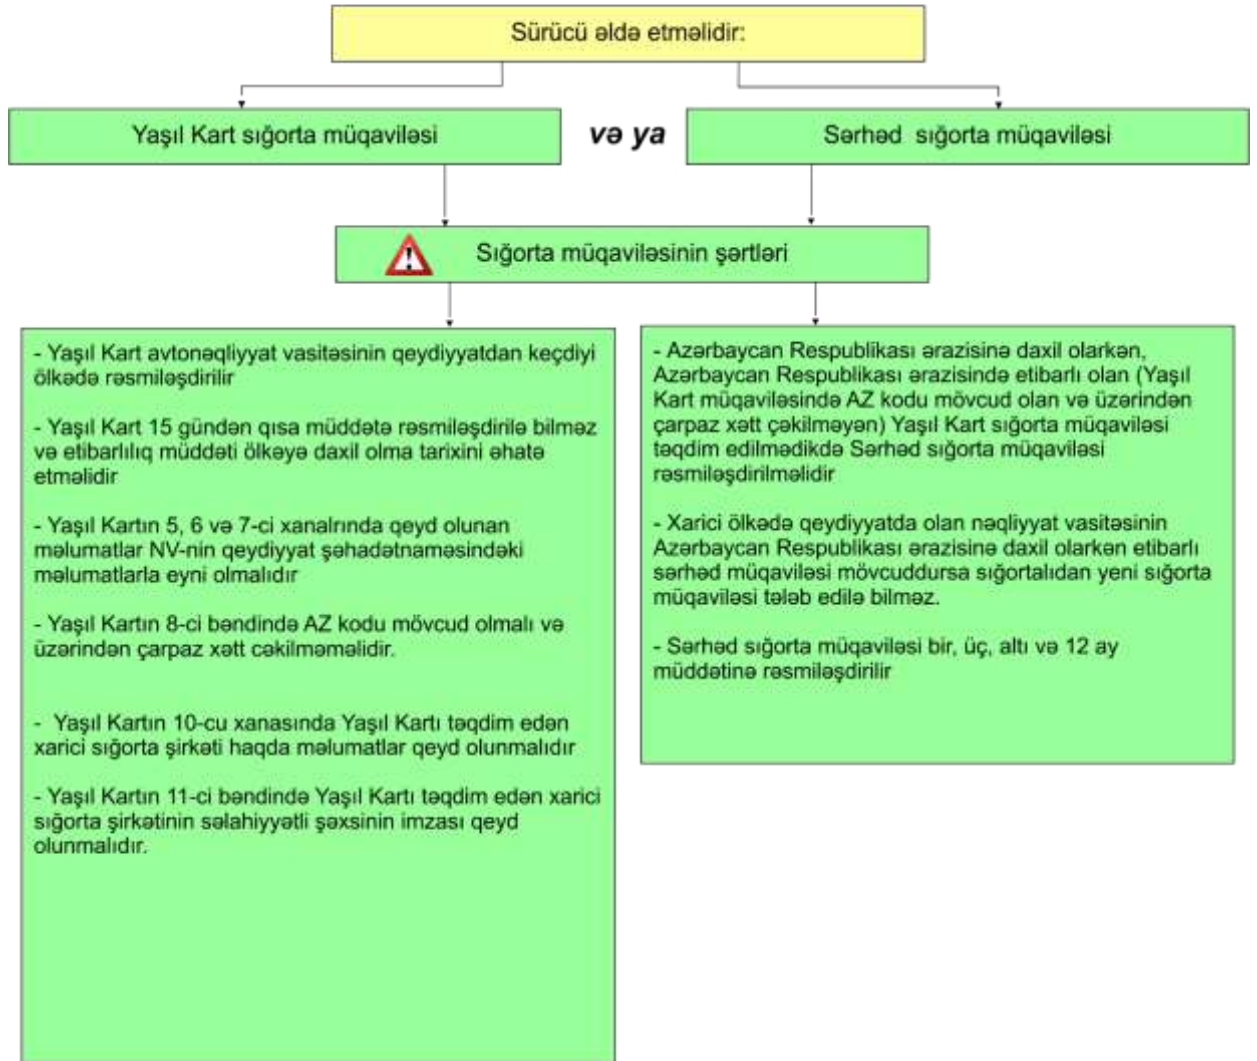 Sürücü əldə etməlidir:
Yaşıl Kart sığorta müqaviləsi
və ya
Sərhəd sığorta müqaviləsi
Sığorta müqaviləsinin şərtləri
- Yaşıl Kart avtonəqliyyat vasitəsinin qeydiyyatdan keçdiyi
ölkədə rəsmiləşdirilir
- Yaşıl Kart 15 gündən qısa müddətə rəsmiləşdirilə bilməz
və etibarlılıq müddəti ölkəyə daxil olma tarixini əhatə
etməlidir
- Yaşıl Kartın 5, 6 və 7-ci xanalrında qeyd olunan
məlumatlar NV-nin qeydiyyat şəhadətnaməsindəki
məlumatlarla eyni olmalıdır
- Yaşıl Kartın 8-ci bəndində AZ kodu mövcud olmalı və
üzərindən çarpaz xətt cəkilməməlidir.
- Yaşıl Kartın 10-cu xanasında Yaşıl Kartı təqdim edən
xarici sığorta şirkəti haqda məlumatlar qeyd olunmalıdır
- Yaşıl Kartın 11-ci bəndində Yaşıl Kartı təqdim edən xarici
sığorta şirkətinin səlahiyyətli şəxsinin imzası qeyd
olunmalıdır.
- Azərbaycan Respublikası ərazisinə daxil olarkən,
Azərbaycan Respublikası ərazisində etibarlı olan (Yaşıl
Kart müqaviləsində AZ kodu mövcud olan və üzərindən
çarpaz xətt çəkilməyən) Yaşıl Kart sığorta müqaviləsi
təqdim edilmədikdə Sərhəd sığorta müqaviləsi
rəsmiləşdirilməlidir
- Xarici ölkədə qeydiyyatda olan nəqliyyat vasitəsinin
Azərbaycan Respublikası ərazisinə daxil olarkən etibarlı
sərhəd müqaviləsi mövcuddursa sığortalıdan yeni sığorta
müqaviləsi tələb edilə bilməz.
- Sərhəd sığorta müqaviləsi bir, üç, altı və 12 ay
müddətinə rəsmiləşdirilir